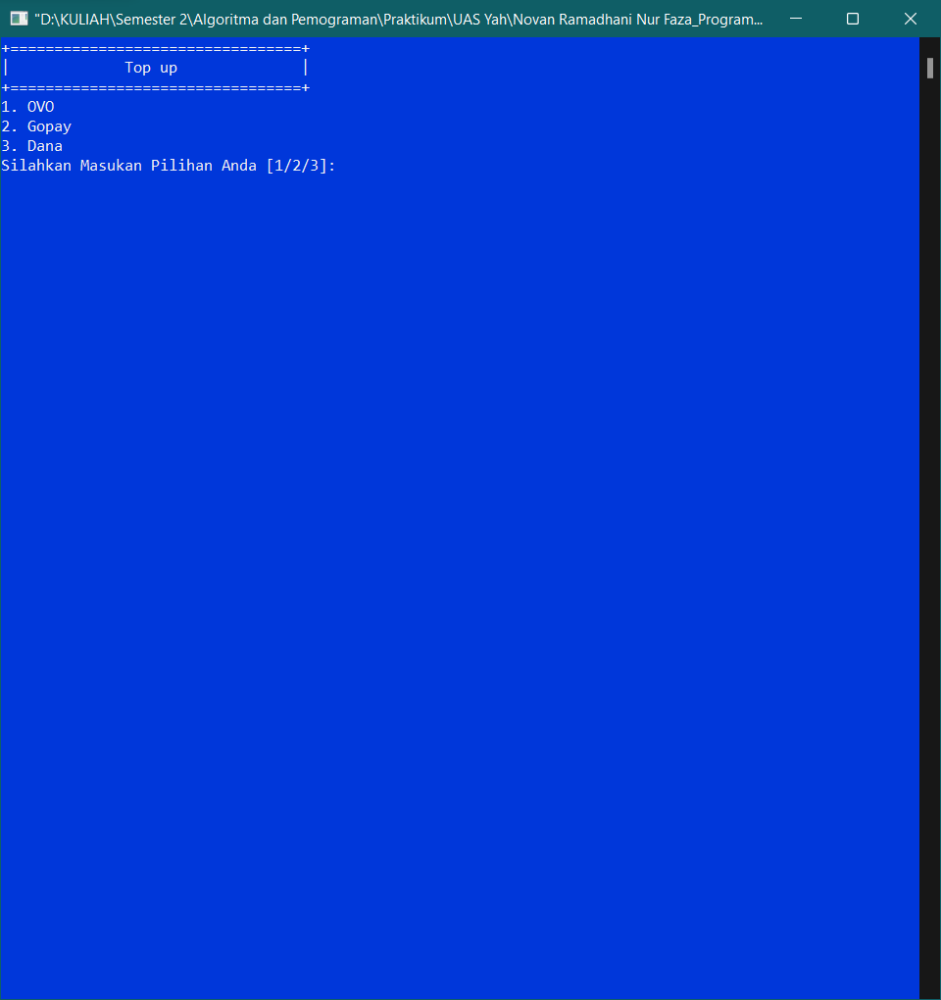 "D:\KULIAH\Semester 2\Algoritma dan Pemograman\Praktikum\UAS Yah\Novan Ramadhani Nur Faza_Program...
+=================================+
|             Top up              |
+=================================+
1. OVO
2. Gopay
3. Dana
Silahkan Masukan Pilihan Anda [1/2/3]: